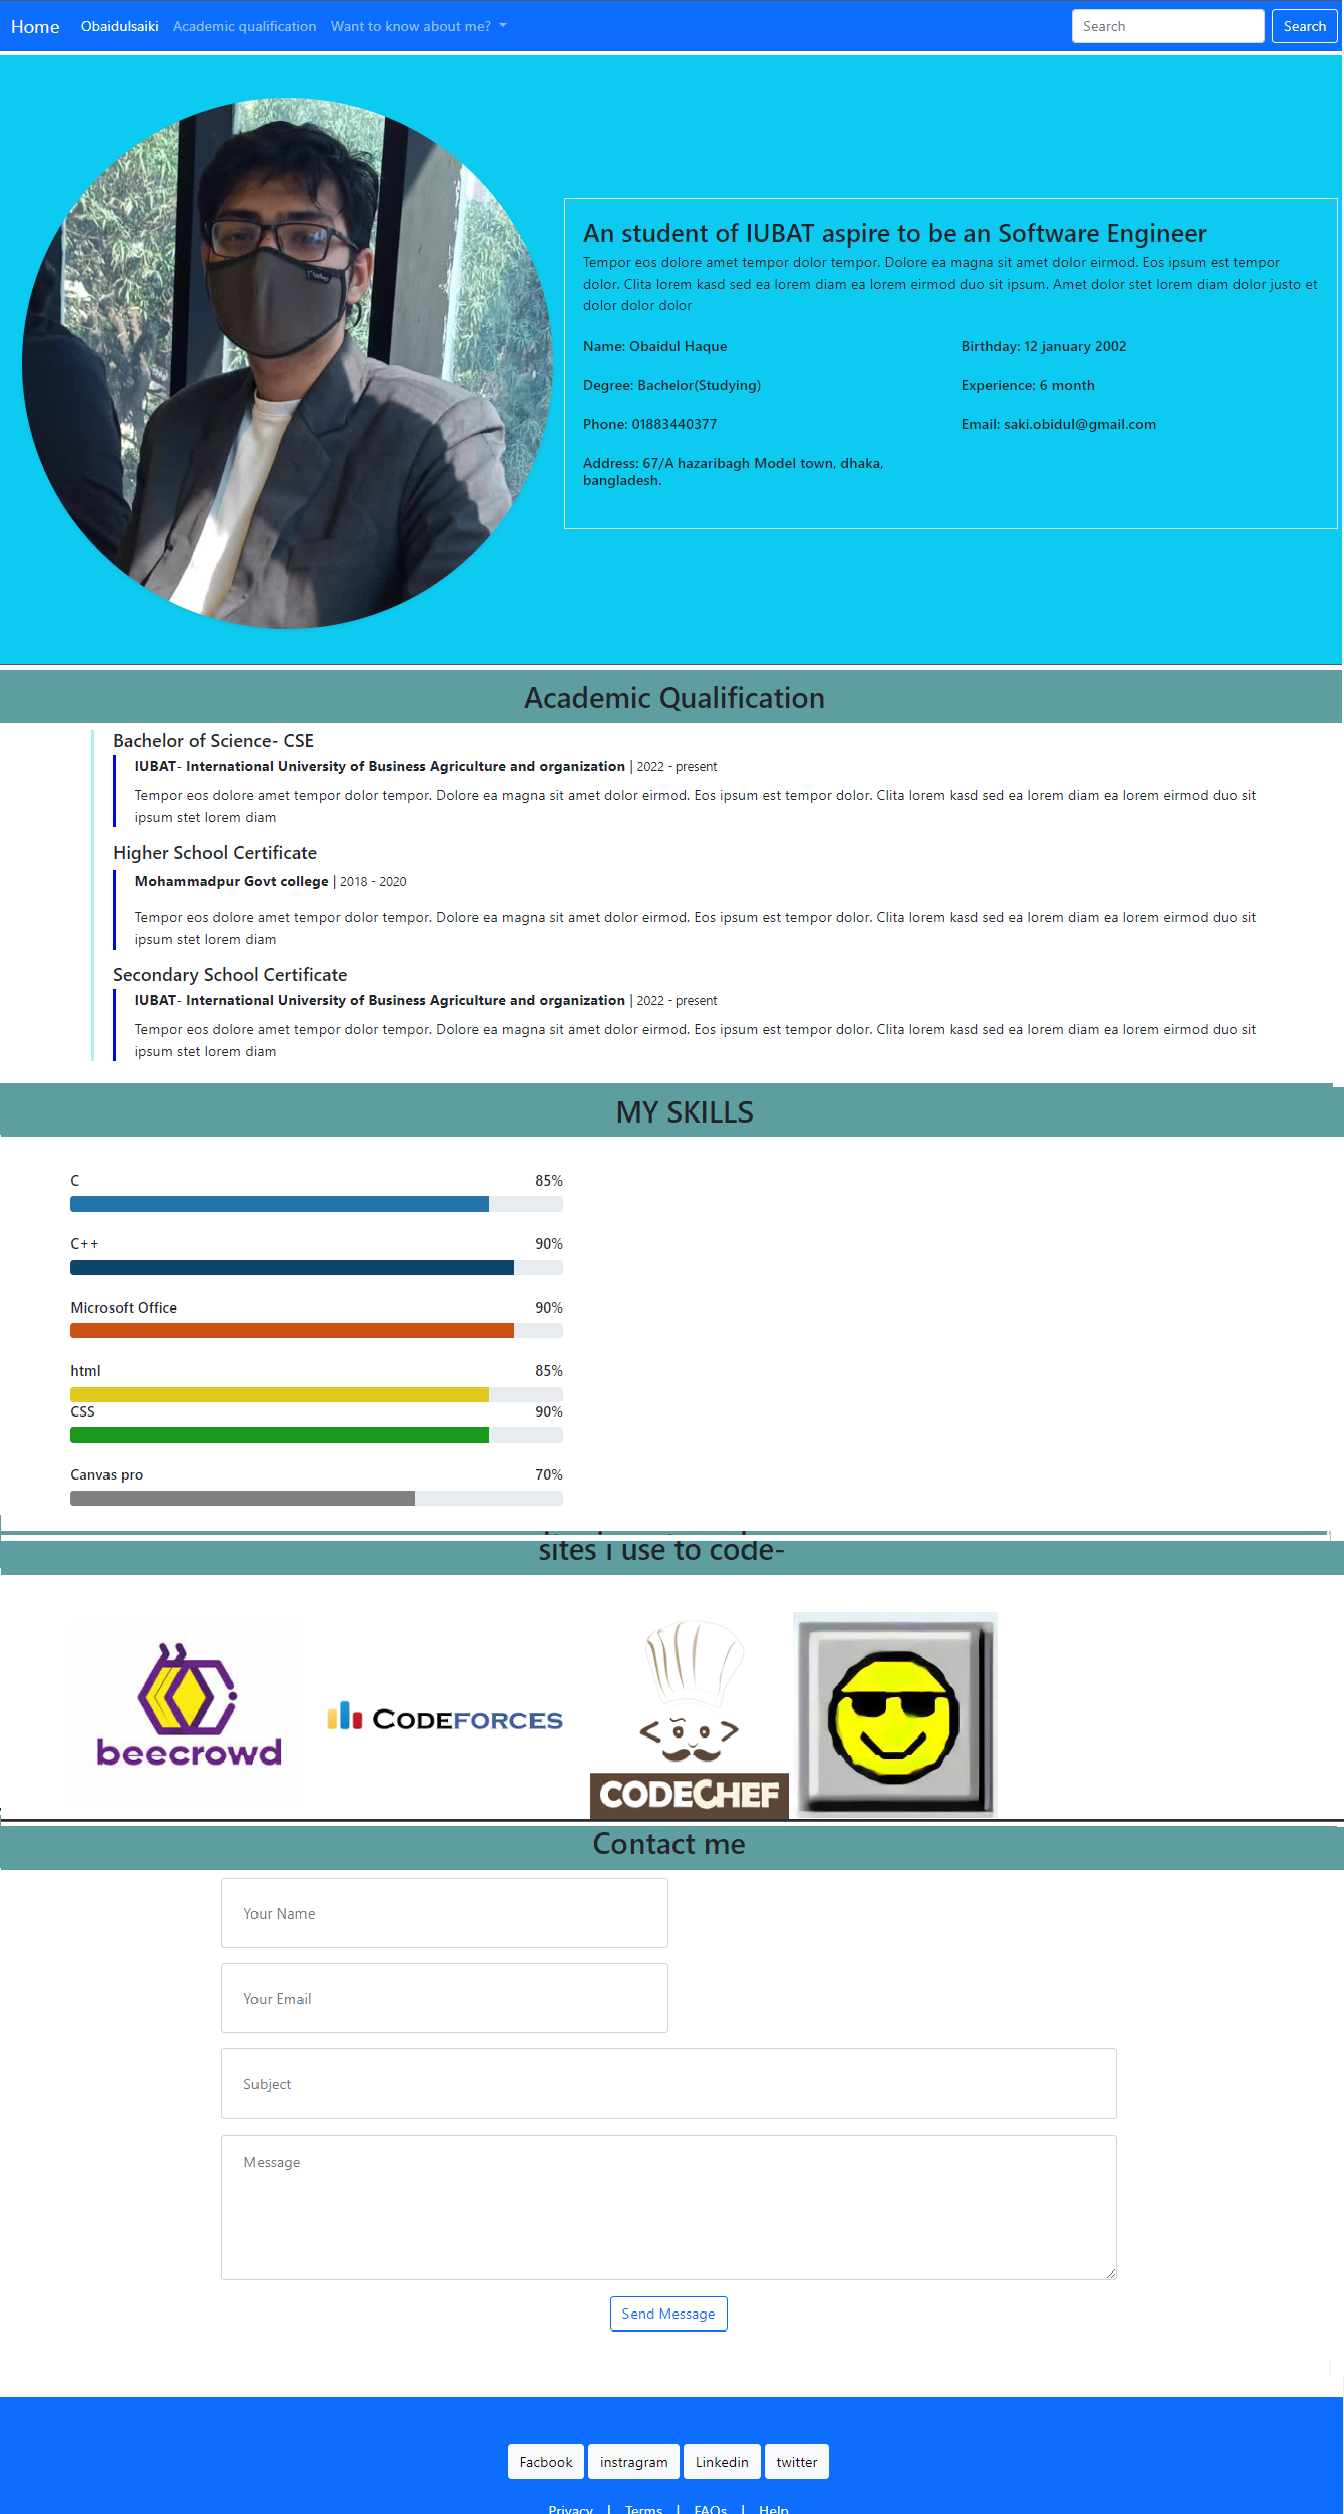 Home Obaidulsaiki Academic qualification Want to know about me? Search Search
An student of IUBAT aspire to be an Software Engineer
Tempor eos dolore amet tempor dolor tempor. Dolore ea magna sit amet dolor eirmod. Eos ipsum est tempor
dolor. Clita lorem kasd sed ea lorem diam ea lorem eirmod duo sit ipsum. Amet dolor stet lorem diam dolor justo et
dolor dolor dolor
Name: Obaidul Haque Birthday: 12 january 2002
Degree: Bachelor(Studying) Experience: 6 month
Phone: 01883440377 Email: saki.obidul@gmail.com
Address: 67/A hazaribagh Model town, dhaka,
bangladesh.
Academic Qualification
Bachelor of Science- CSE
IUBAT- International University of Business Agriculture and organization | 2022 - present
Tempor eos dolore amet tempor dolor tempor. Dolore ea magna sit amet dolor eirmod. Eos ipsum est tempor dolor. Clita lorem kasd sed ea lorem diam ea lorem eirmod duo sit
ipsum stet lorem diam
Higher School Certificate
Mohammadpur Govt college | 2018 - 2020
Tempor eos dolore amet tempor dolor tempor. Dolore ea magna sit amet dolor eirmod. Eos ipsum est tempor dolor. Clita lorem kasd sed ea lorem diam ea lorem eirmod duo sit
ipsum stet lorem diam
Secondary School Certificate
IUBAT- International University of Business Agriculture and organization | 2022 - present
Tempor eos dolore amet tempor dolor tempor. Dolore ea magna sit amet dolor eirmod. Eos ipsum est tempor dolor. Clita lorem kasd sed ea lorem diam ea lorem eirmod duo sit
ipsum stet lorem diam
MY SKILLS
C 85%
C++ 90%
Microsoft Office 90%
html 85%
CSS 90%
Canvas pro 70%
sites i use to code-
beecrowd
CODEFORCES
CODECHEF
Contact me
Your Name
Your Email
Subject
Message
Send Message
Facbook instragram Linkedin twitter
Privacy | Terms | FAQs | Help